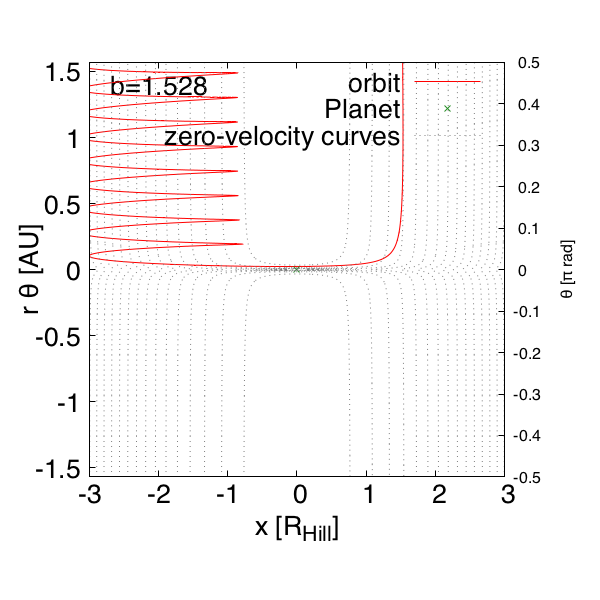 b=1.528
orbit
Planet
zero-velocity curves
1.5
1
0.5
0
-0.5
-1
-1.5
r θ [AU]
0.5
0.4
0.3
0.2
0.1
0
-0.1
-0.2
-0.3
-0.4
-0.5
θ [π rad]
-3 -2 -1 0 1 2 3
x [R_Hill]